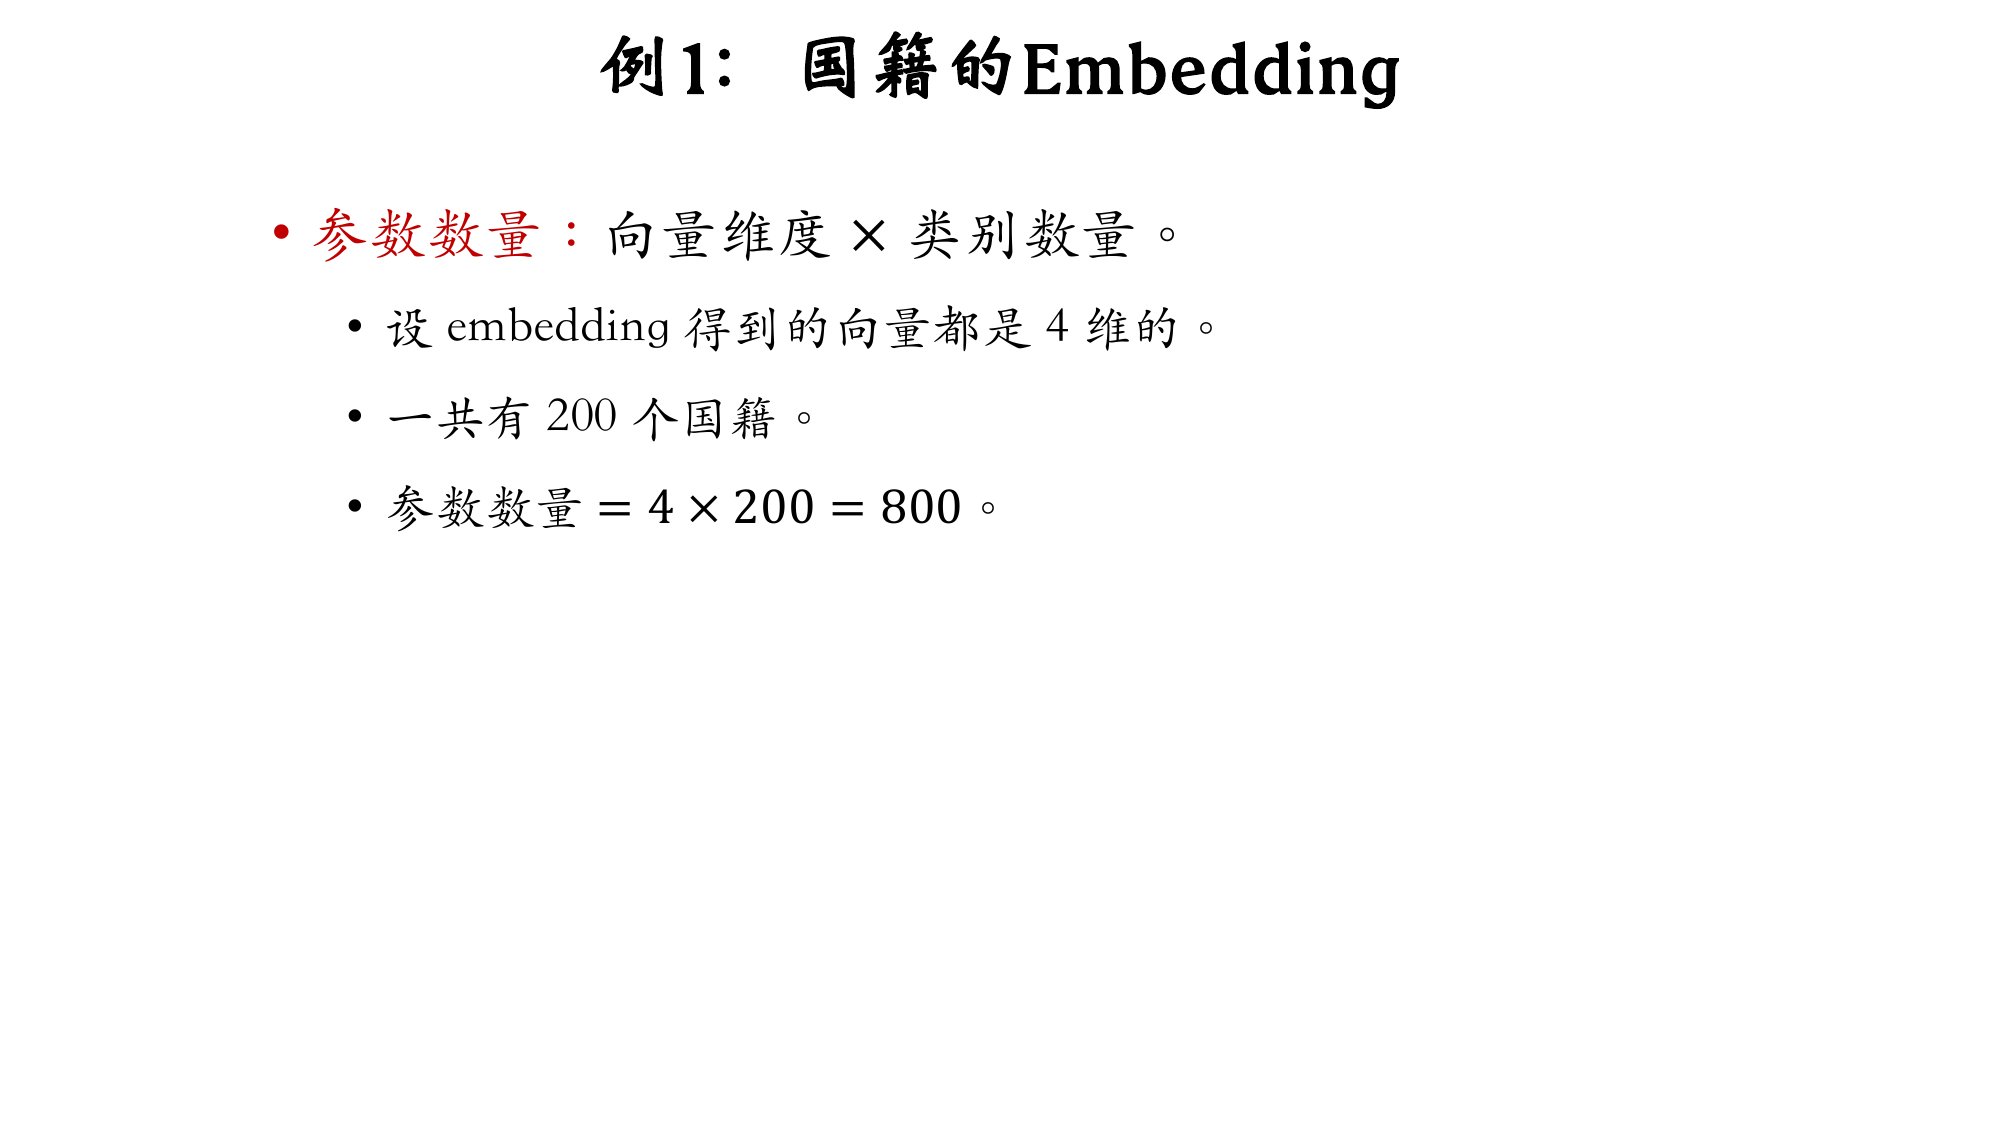 例1： 国籍的Embedding
• 参数数量：向量维度 × 类别数量。
• 设 embedding 得到的向量都是 4 维的。
• 一共有 200 个国籍。
• 参数数量 = 4 × 200 = 800。